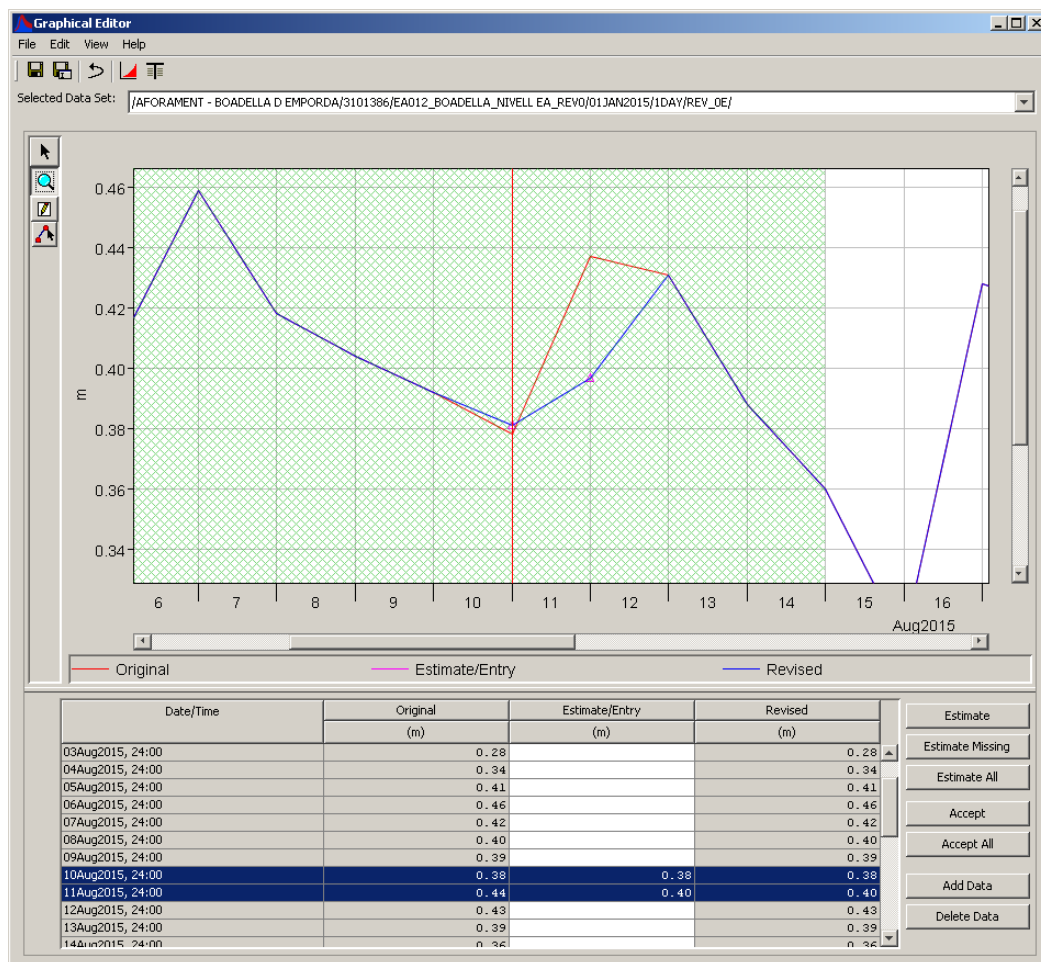 Graphical Editor
File Edit View Help
Selected Data Set: /AFORAMENT - BOADELLA D EMPORDA/3101386/EA012_BOADELLA_NIVELL EA_REV0/01JAN2015/1DAY/REV_0E/
0.46
0.44
0.42
0.40
0.38
0.36
0.34
m
6 7 8 9 10 11 12 13 14 15 16
Aug2015
Original Estimate/Entry Revised
Date/Time Original Estimate/Entry Revised
(m) (m) (m)
03Aug2015, 24:00 0.28 0.28
04Aug2015, 24:00 0.34 0.34
05Aug2015, 24:00 0.41 0.41
06Aug2015, 24:00 0.46 0.46
07Aug2015, 24:00 0.42 0.42
08Aug2015, 24:00 0.40 0.40
09Aug2015, 24:00 0.39 0.39
10Aug2015, 24:00 0.38 0.38 0.38
11Aug2015, 24:00 0.44 0.40 0.40
12Aug2015, 24:00 0.43 0.43
13Aug2015, 24:00 0.39 0.39
14Aug2015, 24:00 0.36 0.36
Estimate
Estimate Missing
Estimate All
Accept
Accept All
Add Data
Delete Data